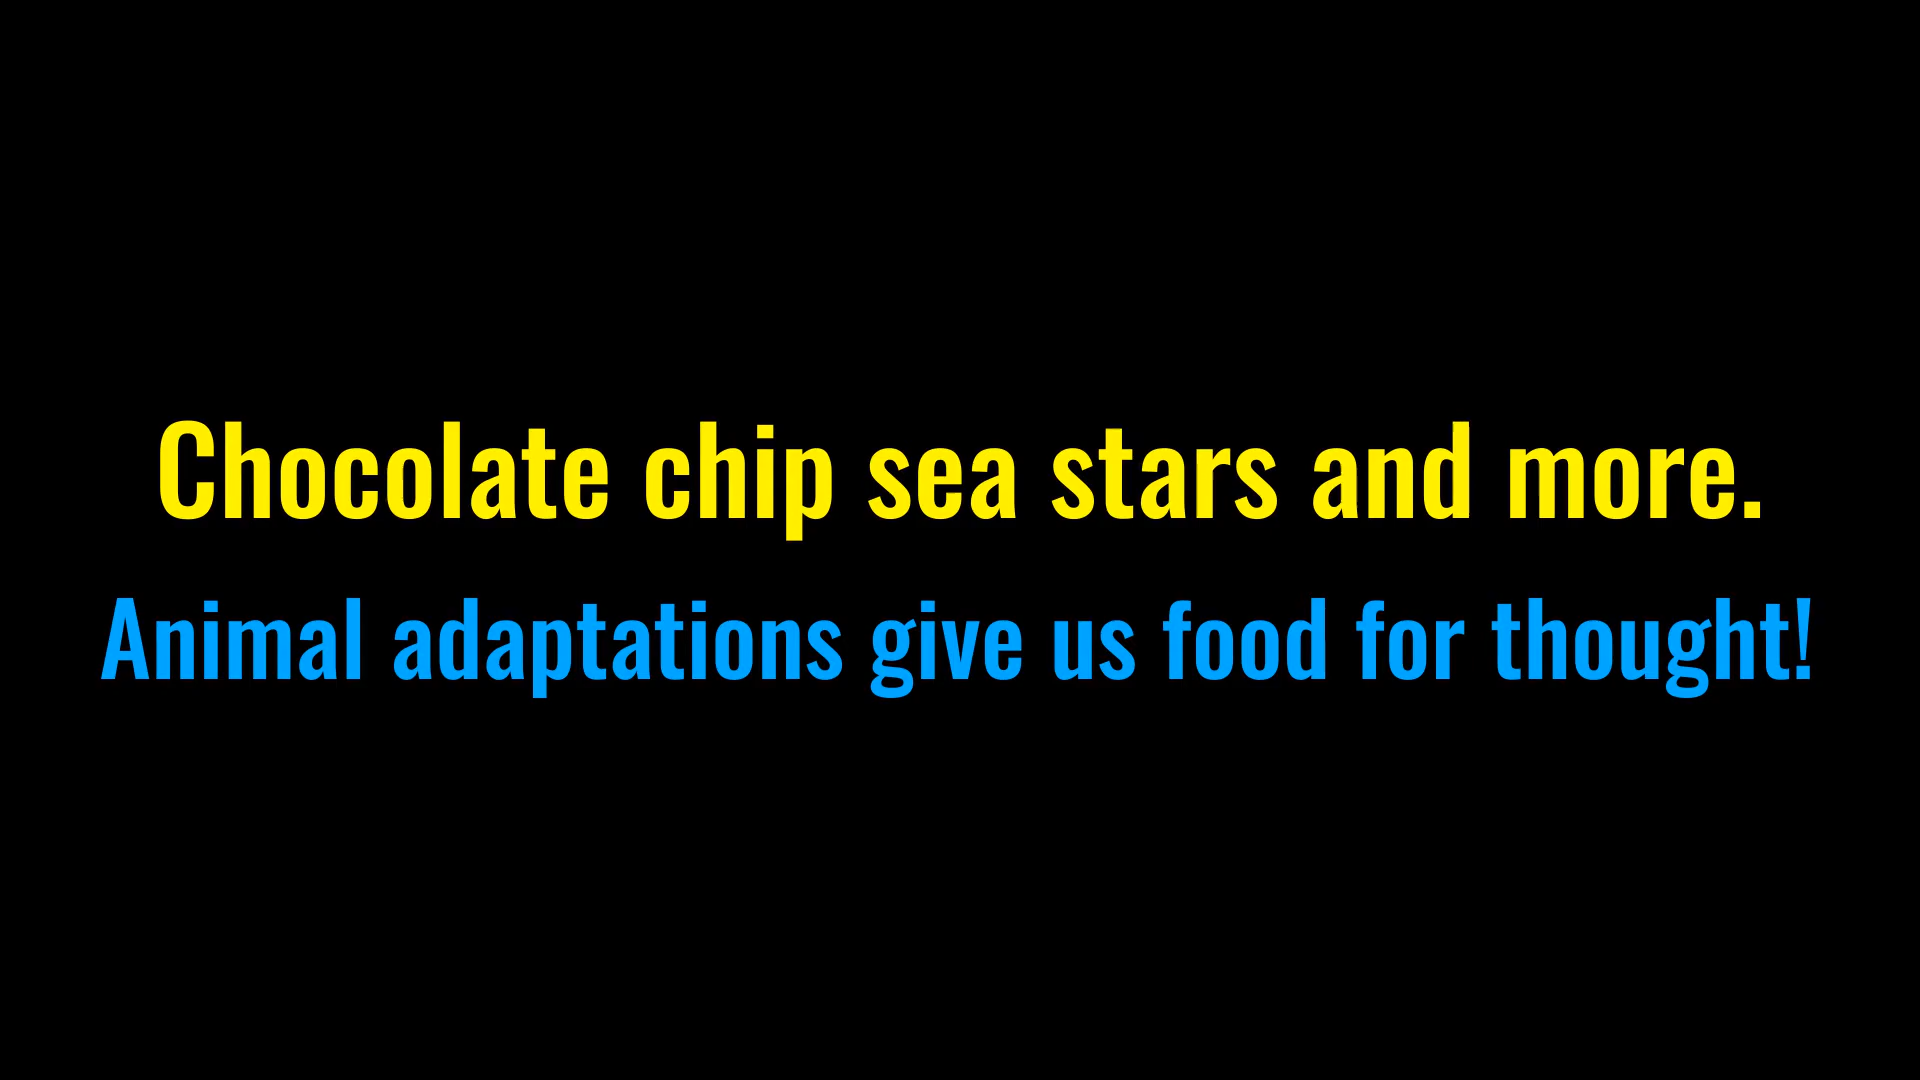 Chocolate chip sea stars and more.
Animal adaptations give us food for thought!